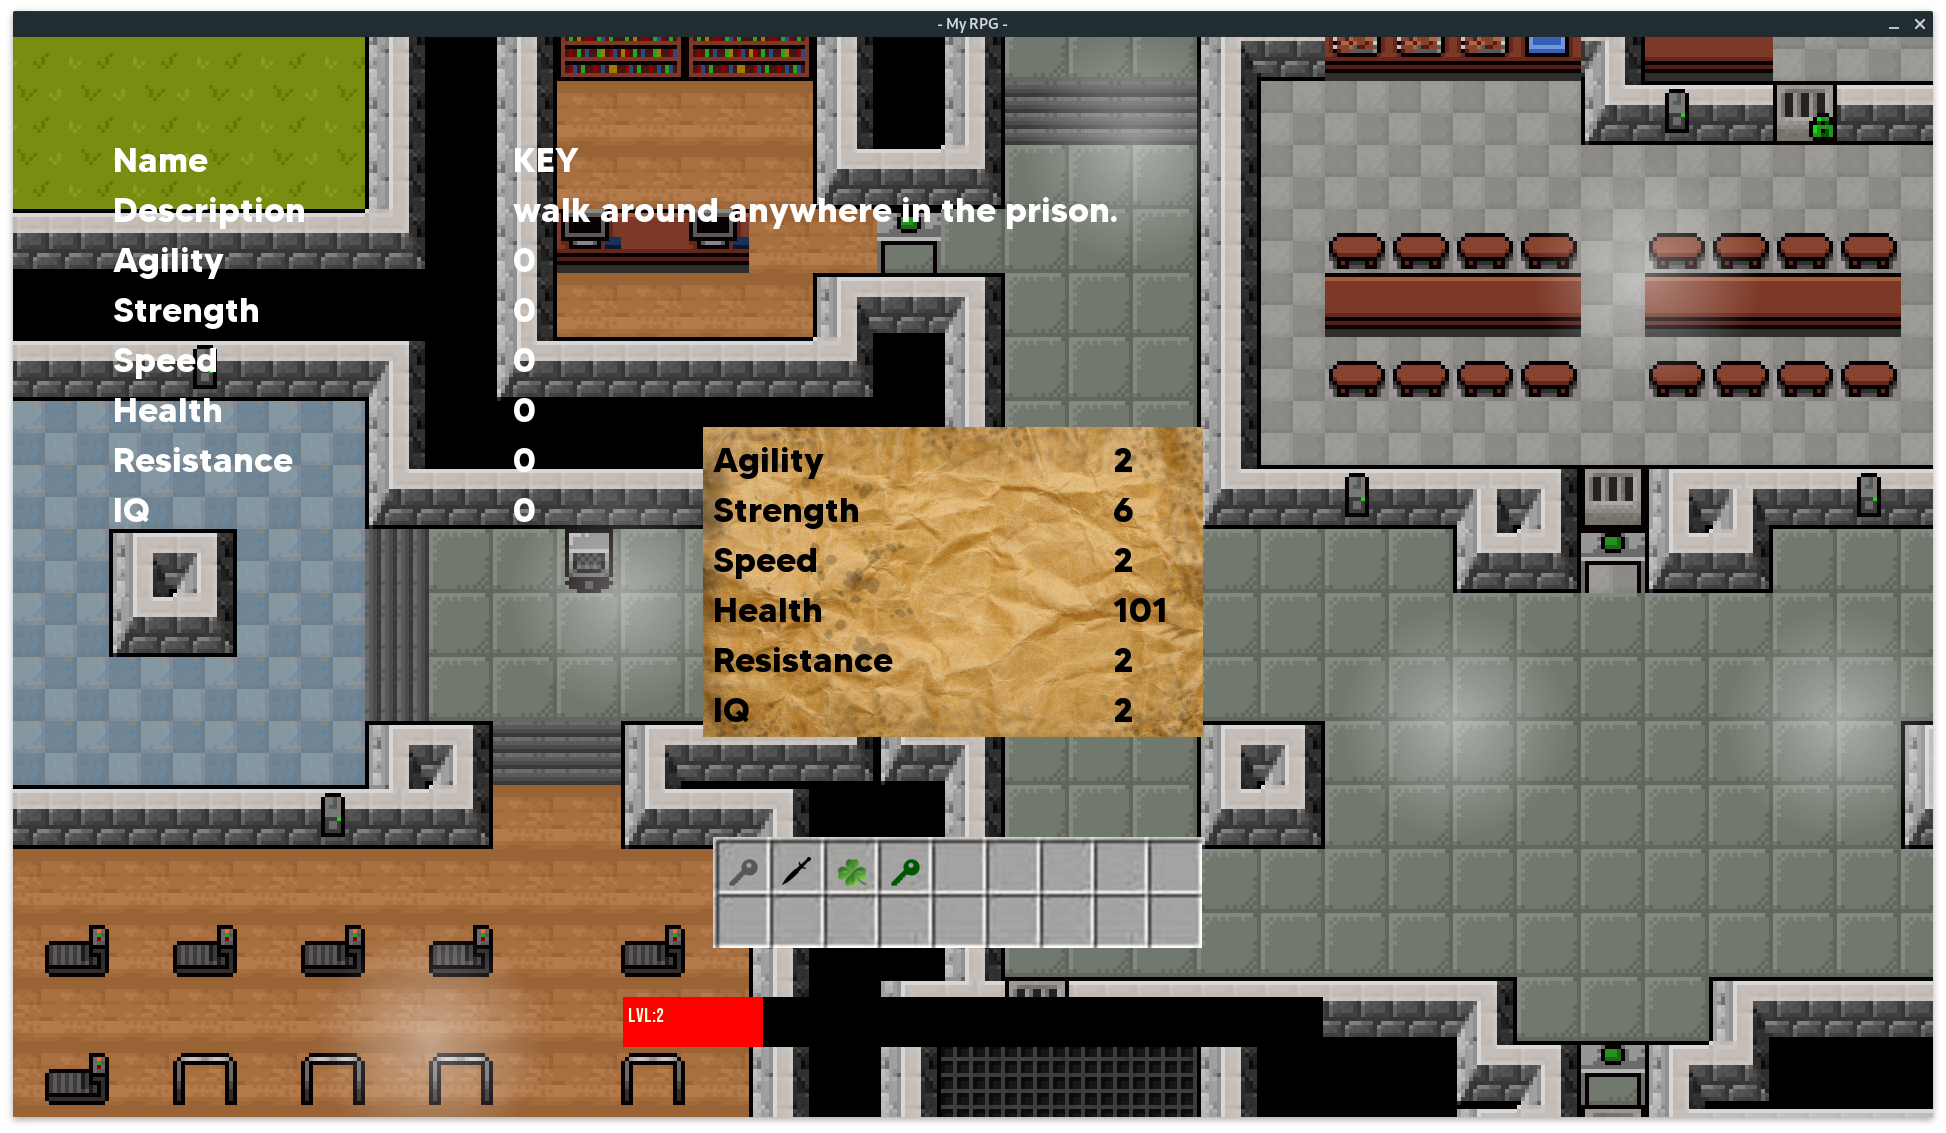 - My RPG -
Name KEY
Description walk around anywhere in the prison.
Agility 0
Strength 0
Speed 0
Health 0
Resistance 0
IQ 0
Agility 2
Strength 6
Speed 2
Health 101
Resistance 2
IQ 2
LVL:2